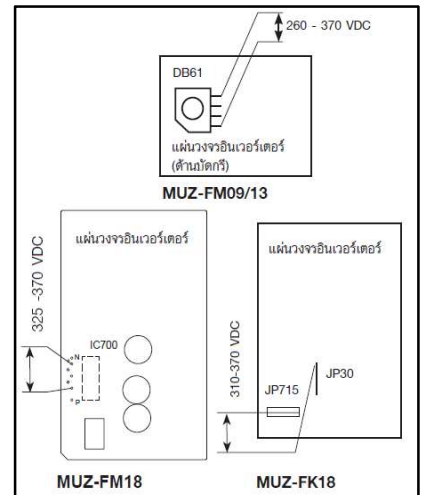 260 - 370 VDC
DB61
แผ่นวงจรอินเวอร์เตอร์
(ด้านบัดกรี)
MUZ-FM09/13
แผ่นวงจรอินเวอร์เตอร์
325 -370 VDC
IC700
N
P
MUZ-FM18
แผ่นวงจรอินเวอร์เตอร์
310-370 VDC
JP715
JP30
MUZ-FK18